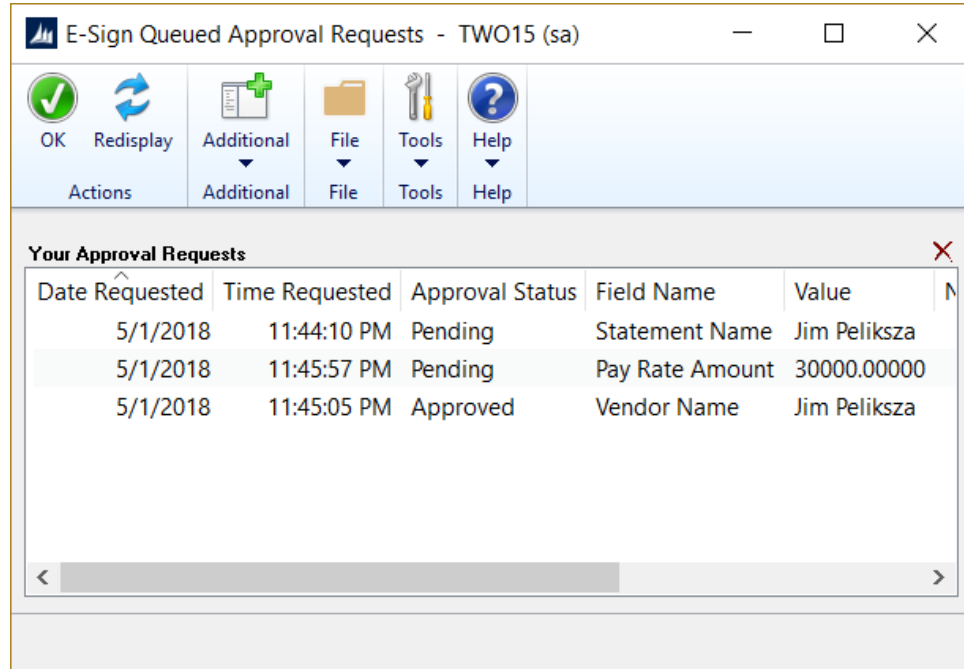 E-Sign Queued Approval Requests - TWO15 (sa)
OK Redisplay Additional File Tools Help
Actions Additional File Tools Help
Your Approval Requests
Date Requested Time Requested Approval Status Field Name Value
5/1/2018 11:44:10 PM Pending Statement Name Jim Peliksza
5/1/2018 11:45:57 PM Pending Pay Rate Amount 30000.00000
5/1/2018 11:45:05 PM Approved Vendor Name Jim Peliksza